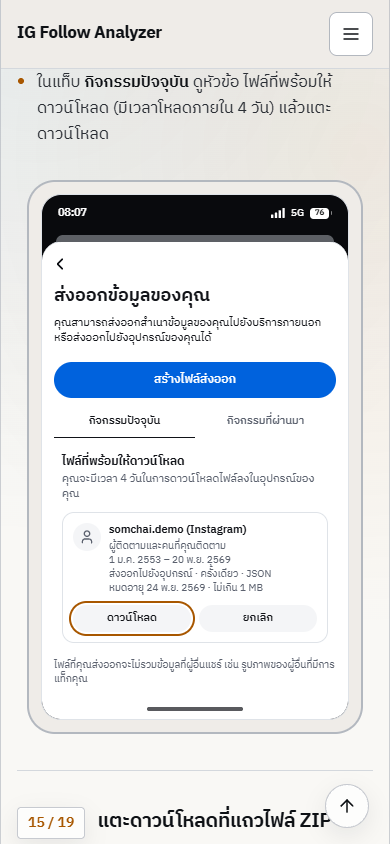 IG Follow Analyzer
ในแท็บ กิจกรรมปัจจุบัน ดูหัวข้อ ไฟล์ที่พร้อมให้
ดาวน์โหลด (มีเวลาโหลดภายใน 4 วัน) แล้วแตะ
ดาวน์โหลด
08:07 5G 76
ส่งออกข้อมูลของคุณ
คุณสามารถส่งออกสำเนาข้อมูลของคุณไปยังบริการภายนอก
หรือส่งออกไปยังอุปกรณ์ของคุณได้
สร้างไฟล์ส่งออก
กิจกรรมปัจจุบัน กิจกรรมที่ผ่านมา
ไฟล์ที่พร้อมให้ดาวน์โหลด
คุณจะมีเวลา 4 วันในการดาวน์โหลดไฟล์ลงในอุปกรณ์ของ
คุณ
somchai.demo (Instagram)
ผู้ติดตามและคนที่คุณติดตาม
1 ม.ค. 2553 – 20 พ.ย. 2569
ส่งออกไปยังอุปกรณ์ · ครั้งเดียว · JSON
หมดอายุ 24 พ.ย. 2569 · ไม่เกิน 1 MB
ดาวน์โหลด ยกเลิก
ไฟล์ที่คุณส่งออกจะไม่รวมข้อมูลที่ผู้อื่นแชร์ เช่น รูปภาพของผู้อื่นที่มีการ
แท็กคุณ
15 / 19 แตะดาวน์โหลดที่แถวไฟล์ ZIP